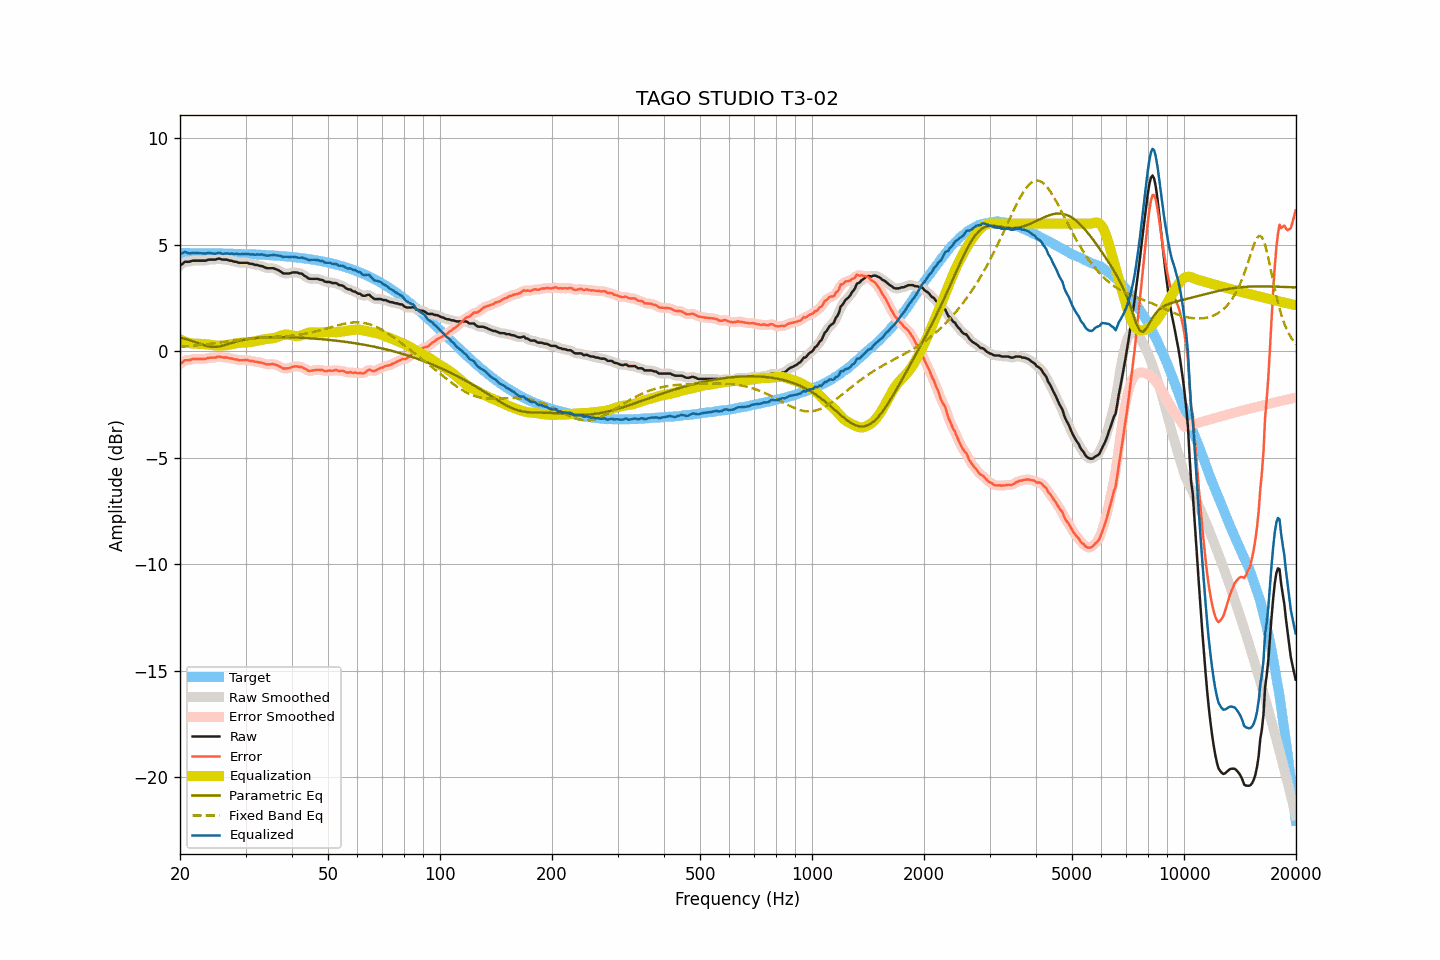 TAGO STUDIO T3-02
Amplitude (dBr)
10
5
0
−5
−10
−15
−20
Target
Raw Smoothed
Error Smoothed
Raw
Error
Equalization
Parametric Eq
Fixed Band Eq
Equalized
20 50 100 200 500 1000 2000 5000 10000 20000
Frequency (Hz)